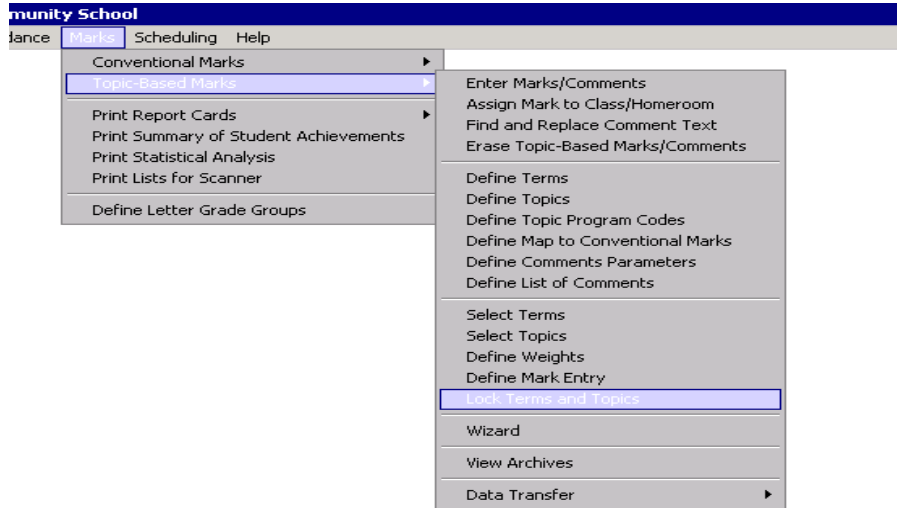 munity School
dance Marks Scheduling Help
Conventional Marks
Topic-Based Marks
Print Report Cards
Print Summary of Student Achievements
Print Statistical Analysis
Print Lists for Scanner
Define Letter Grade Groups
Enter Marks/Comments
Assign Mark to Class/Homeroom
Find and Replace Comment Text
Erase Topic-Based Marks/Comments
Define Terms
Define Topics
Define Topic Program Codes
Define Map to Conventional Marks
Define Comments Parameters
Define List of Comments
Select Terms
Select Topics
Define Weights
Define Mark Entry
Lock Terms and Topics
Wizard
View Archives
Data Transfer